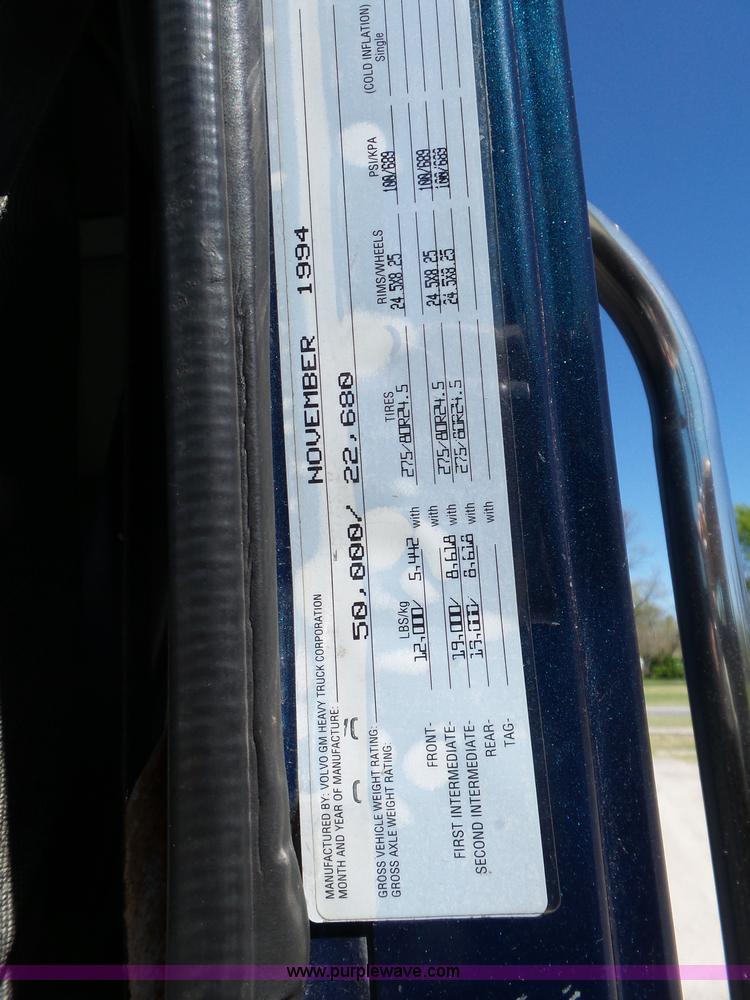 MANUFACTURED BY: VOLVO GM HEAVY TRUCK CORPORATION
MONTH AND YEAR OF MANUFACTURE: NOVEMBER 1994
GROSS VEHICLE WEIGHT RATING: 50,000/ 22,680
GROSS AXLE WEIGHT RATING: LBS/kg TIRES RIMS/WHEELS PSI/KPA (COLD INFLATION) Single
FRONT- 12,000/ 5,442 with 275/80R24.5 24.5X8.25 100/689
FIRST INTERMEDIATE- 19,000/ 8,618 with 275/80R24.5 24.5X8.25 100/689
SECOND INTERMEDIATE- 19,000/ 8,618 with 275/80R24.5 24.5X8.25 100/689
REAR- with
TAG- with
www.purplewave.com